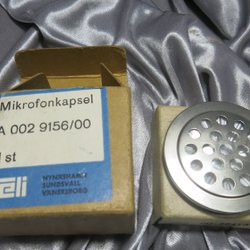 Mikrofonkapsel
A 002 9156/00
1 st
eli
NYNÄSHAMN
SUNDSVALL
VÄNERSBORG